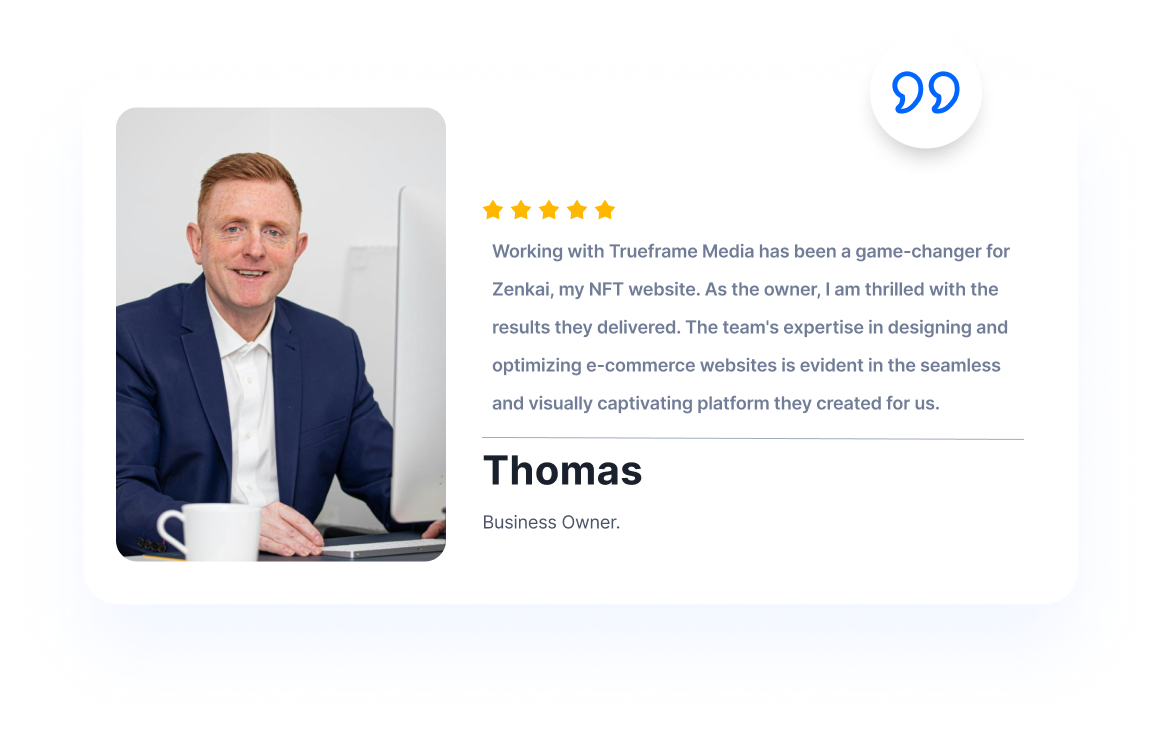 Working with Trueframe Media has been a game-changer for
Zenkai, my NFT website. As the owner, I am thrilled with the
results they delivered. The team's expertise in designing and
optimizing e-commerce websites is evident in the seamless
and visually captivating platform they created for us.
Thomas
Business Owner.